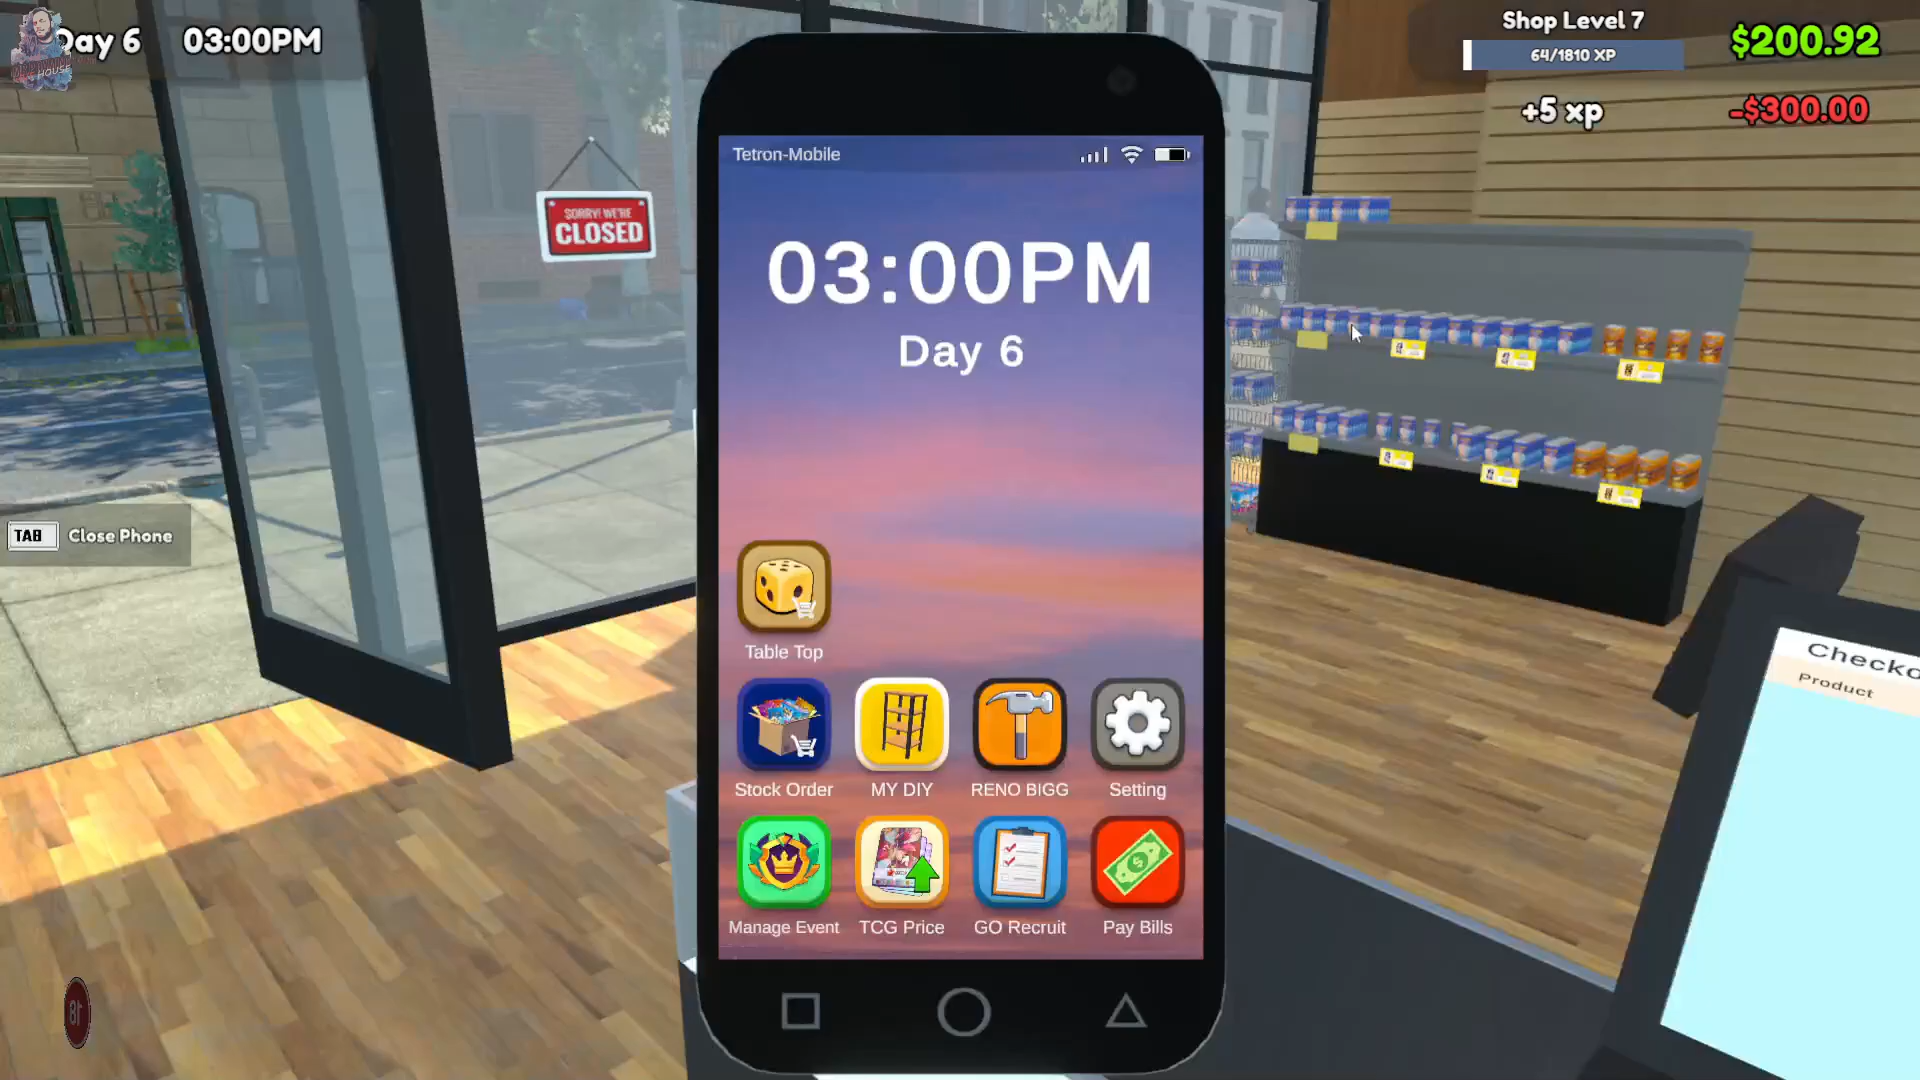 Day 6 03:00PM
Shop Level 7
64/1810 XP
$200.92
+5 xp
-$300.00
SORRY! WE'RE
CLOSED
Tetron-Mobile
03:00PM
Day 6
TAB Close Phone
Table Top
Stock Order
MY DIY
RENO BIGG
Setting
Manage Event
TCG Price
GO Recruit
Pay Bills
Product